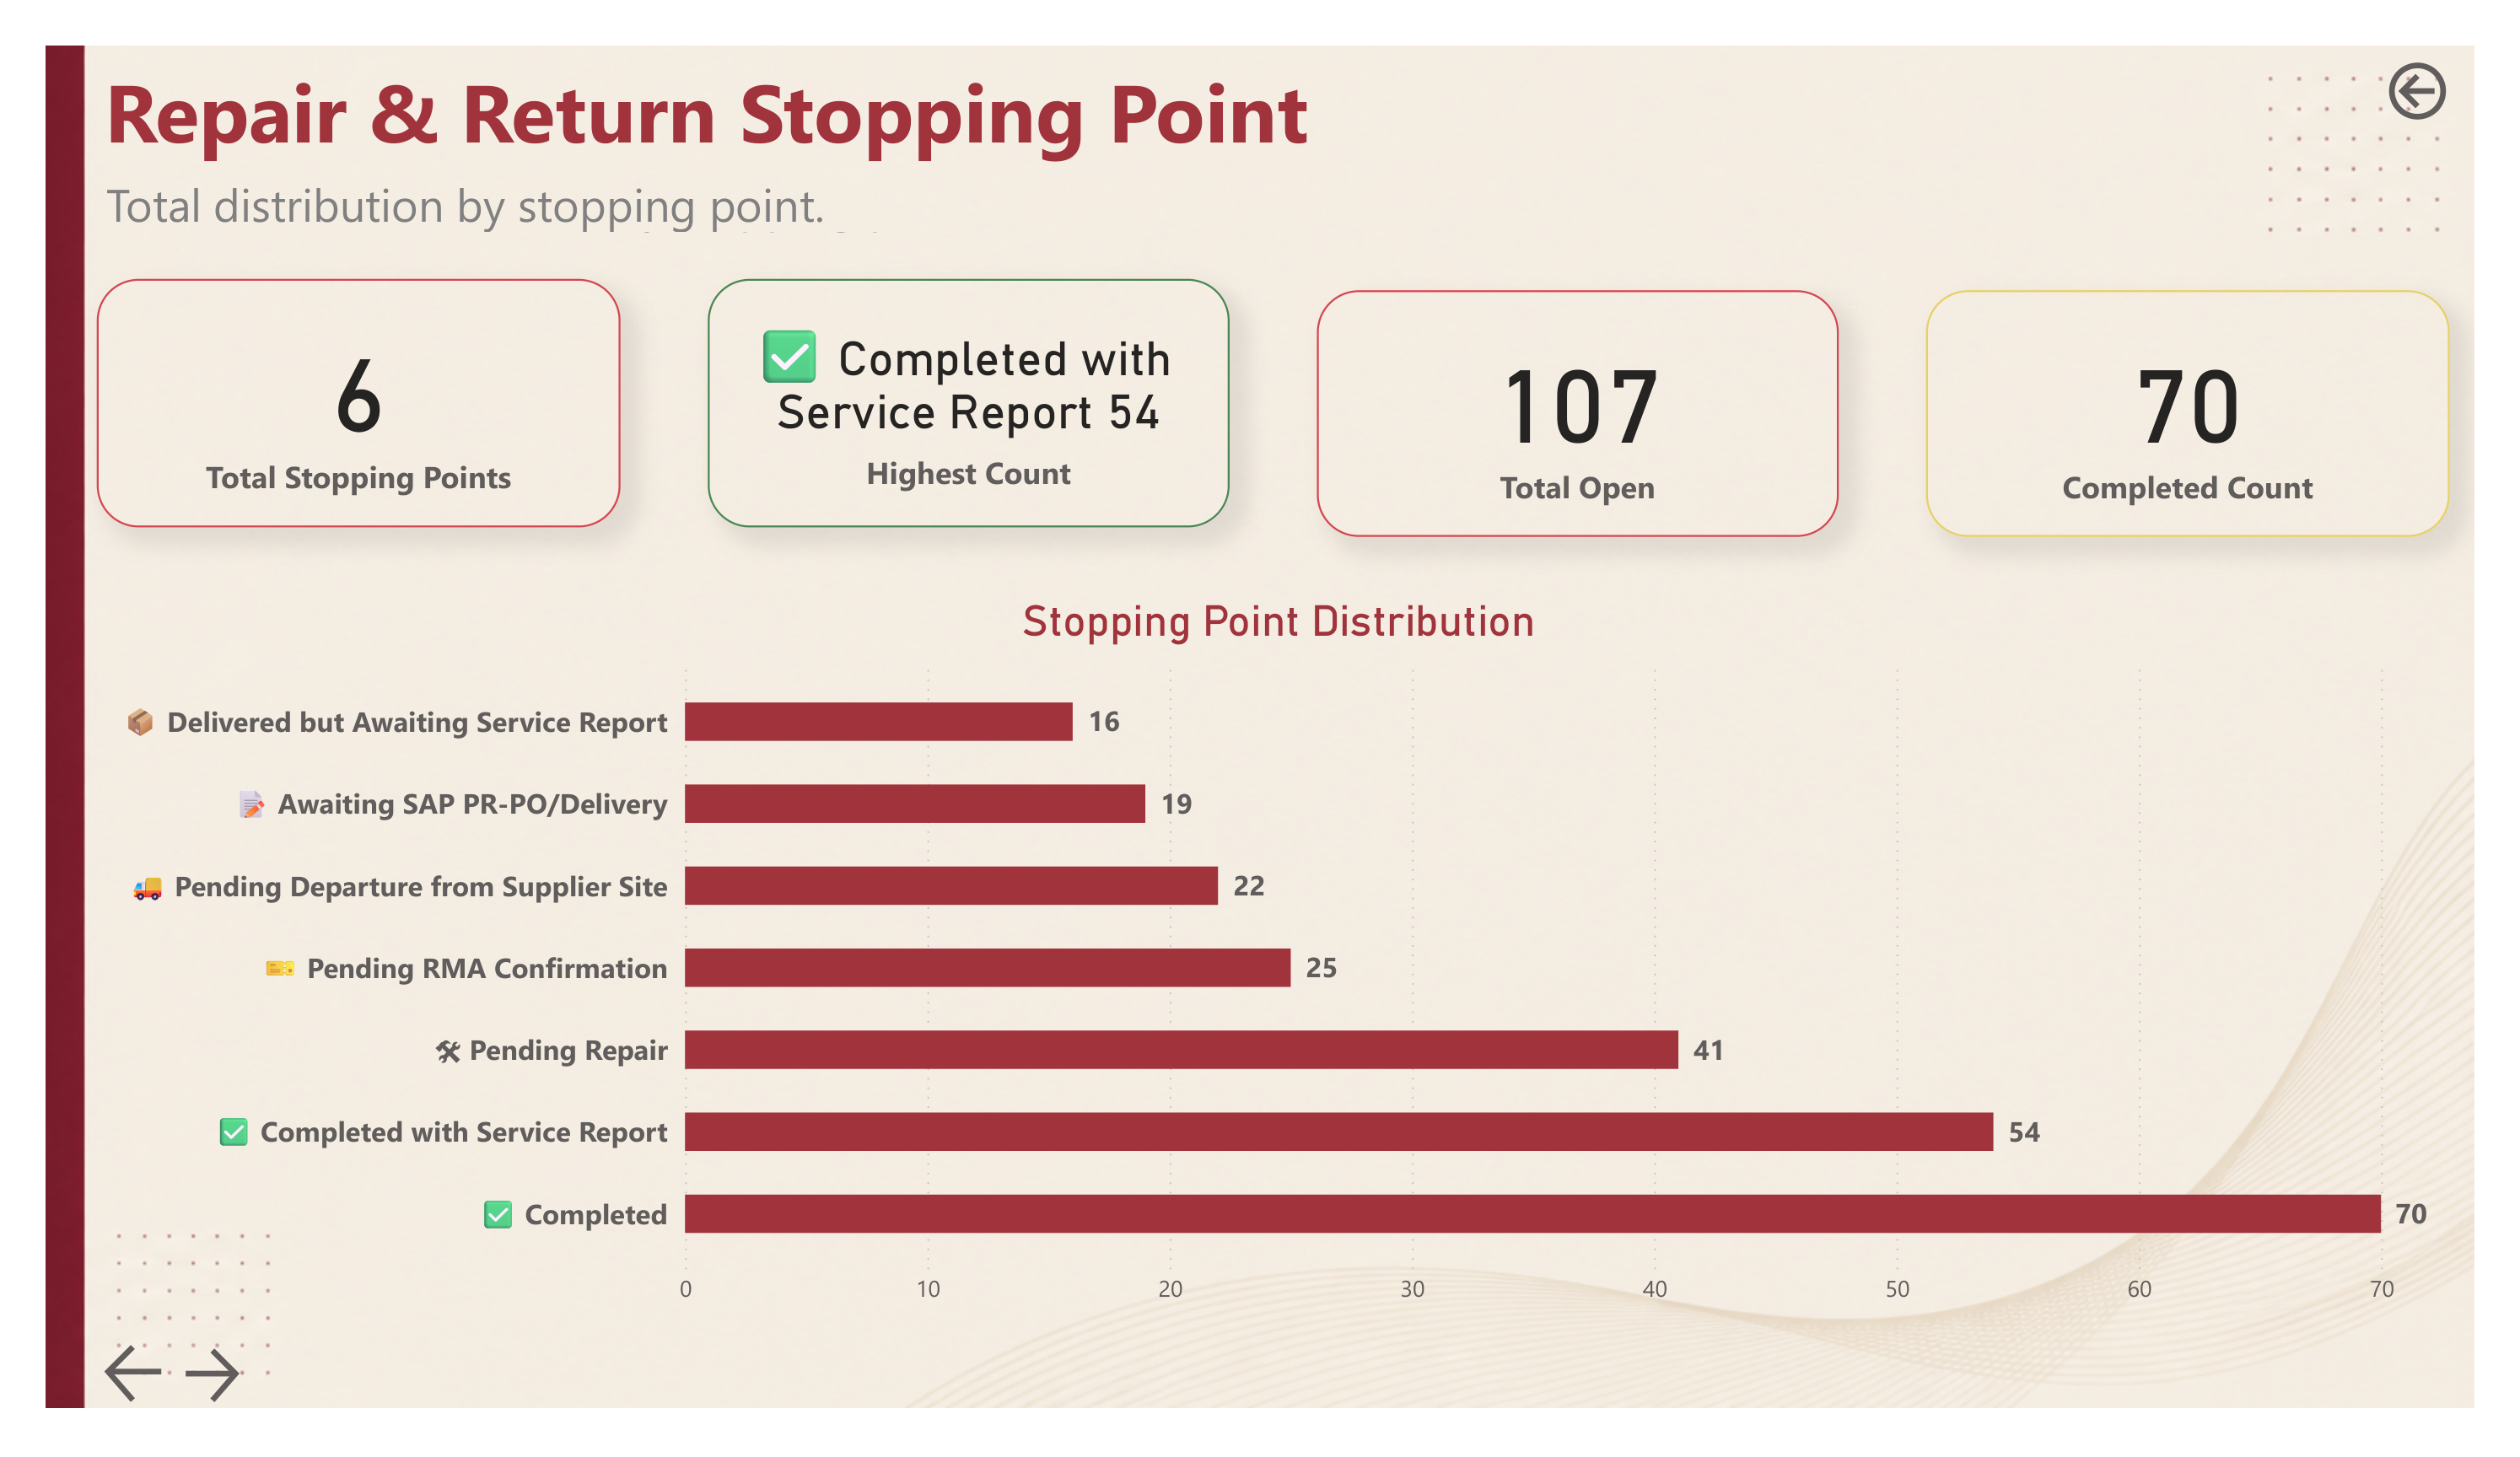 Repair & Return Stopping Point
Total distribution by stopping point.
6
Total Stopping Points
✅ Completed with
Service Report 54
Highest Count
107
Total Open
70
Completed Count
Stopping Point Distribution
📦 Delivered but Awaiting Service Report 16
📝 Awaiting SAP PR-PO/Delivery 19
🚚 Pending Departure from Supplier Site 22
🎫 Pending RMA Confirmation 25
🛠 Pending Repair 41
✅ Completed with Service Report 54
✅ Completed 70
0 10 20 30 40 50 60 70